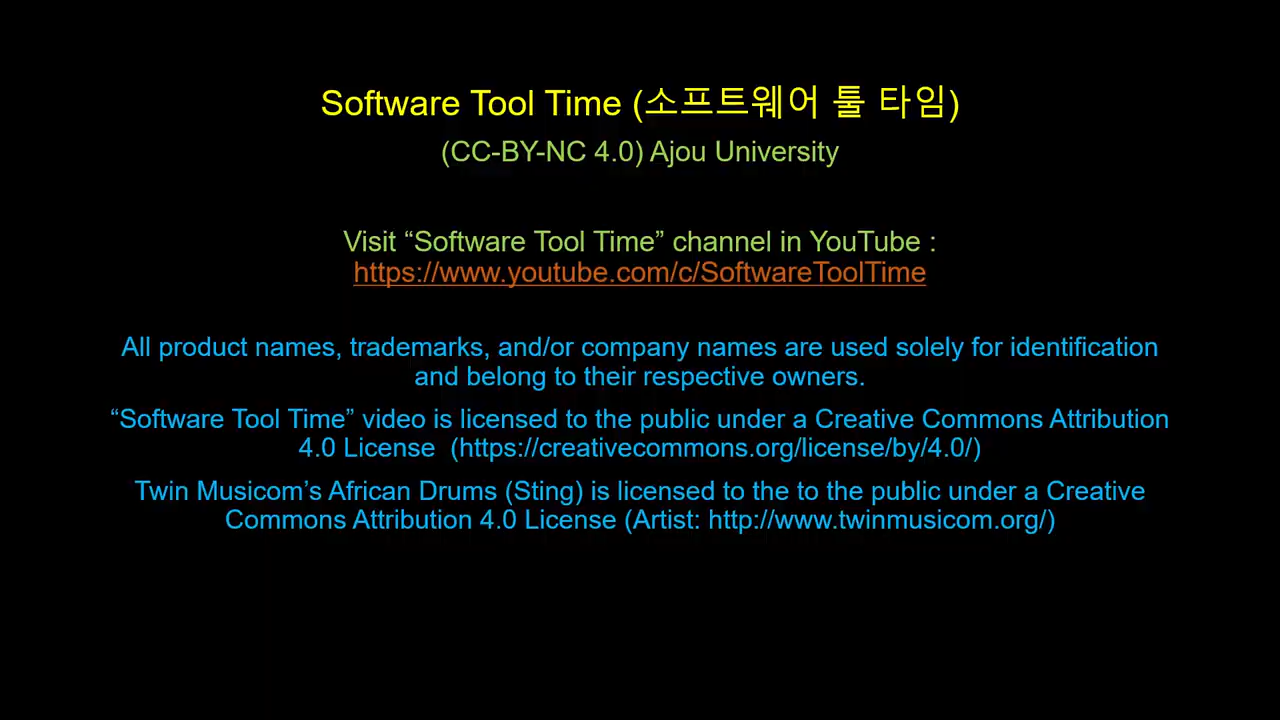 Software Tool Time (소프트웨어 툴 타임)
(CC-BY-NC 4.0) Ajou University
Visit “Software Tool Time” channel in YouTube :
https://www.youtube.com/c/SoftwareToolTime
All product names, trademarks, and/or company names are used solely for identification
and belong to their respective owners.
“Software Tool Time” video is licensed to the public under a Creative Commons Attribution
4.0 License (https://creativecommons.org/license/by/4.0/)
Twin Musicom’s African Drums (Sting) is licensed to the to the public under a Creative
Commons Attribution 4.0 License (Artist: http://www.twinmusicom.org/)